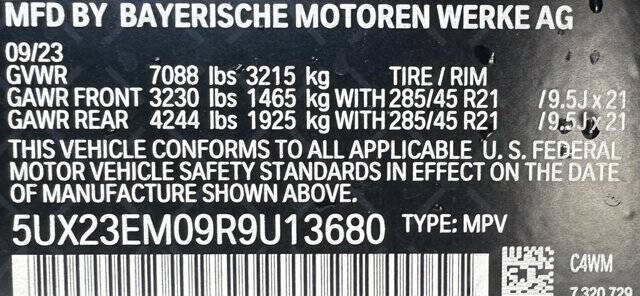 MFD BY BAYERISCHE MOTOREN WERKE AG
09/23
GVWR 7088 lbs 3215 kg TIRE / RIM
GAWR FRONT 3230 lbs 1465 kg WITH 285/45 R21 /9.5J x 21
GAWR REAR 4244 lbs 1925 kg WITH 285/45 R21 /9.5J x 21
THIS VEHICLE CONFORMS TO ALL APPLICABLE U. S. FEDERAL
MOTOR VEHICLE SAFETY STANDARDS IN EFFECT ON THE DATE
OF MANUFACTURE SHOWN ABOVE.
5UX23EM09R9U13680 TYPE: MPV
C4WM
7 320 729